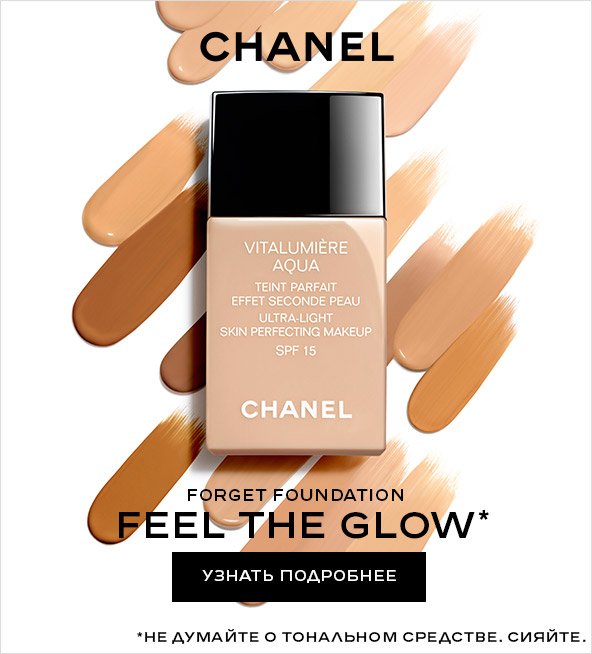 CHANEL
VITALUMIÈRE
AQUA
TEINT PARFAIT
EFFET SECONDE PEAU
ULTRA-LIGHT
SKIN PERFECTING MAKEUP
SPF 15
CHANEL
FORGET FOUNDATION
FEEL THE GLOW*
УЗНАТЬ ПОДРОБНЕЕ
*НЕ ДУМАЙТЕ О ТОНАЛЬНОМ СРЕДСТВЕ. СИЯЙТЕ.